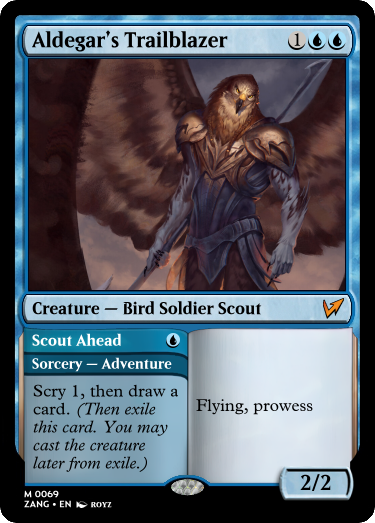 Aldegar's Trailblazer 1
Creature — Bird Soldier Scout
Scout Ahead
Sorcery — Adventure
Scry 1, then draw a
card. (Then exile
this card. You may
cast the creature
later from exile.)
Flying, prowess
2/2
M 0069
ZANG • EN ROYZ